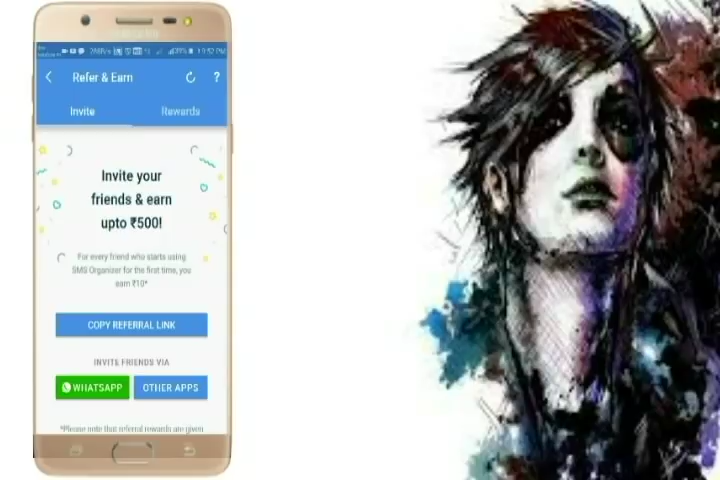 SAMSUNG
Refer & Earn
?
Invite
Rewards
Invite your
friends & earn
upto ₹500!
For every friend who starts using
SMS Organizer for the first time, you
earn ₹10*
COPY REFERRAL LINK
INVITE FRIENDS VIA
WHATSAPP
OTHER APPS
*Please note that referral rewards are given